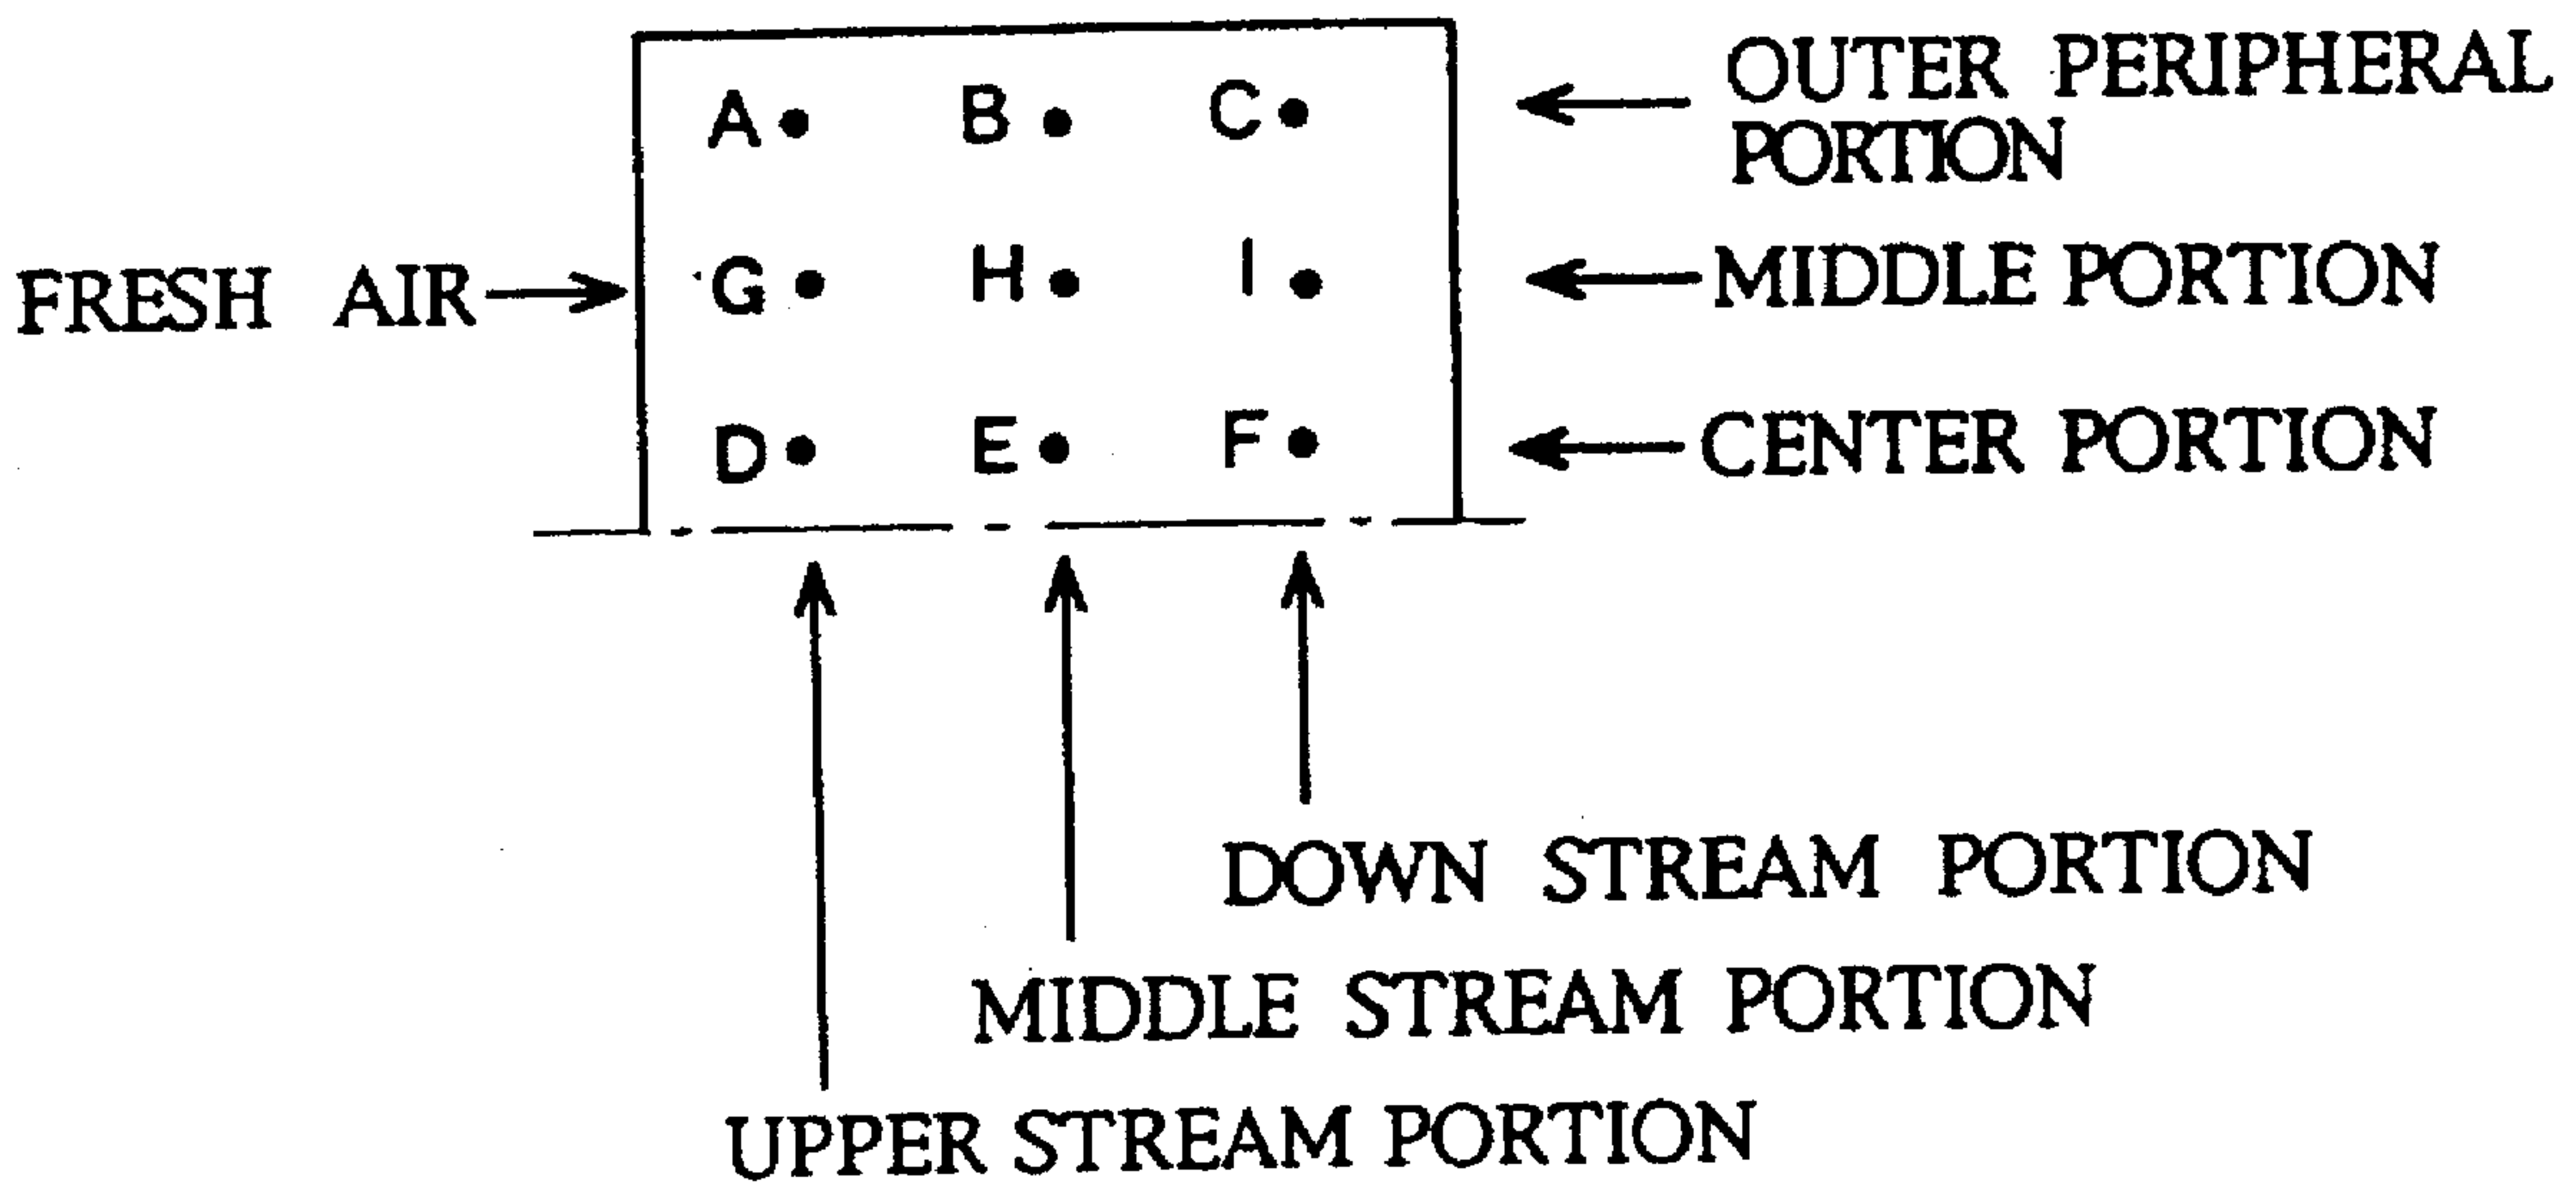 A B C OUTER PERIPHERAL
PORTION
FRESH AIR G H I MIDDLE PORTION
D E F CENTER PORTION
DOWN STREAM PORTION
MIDDLE STREAM PORTION
UPPER STREAM PORTION